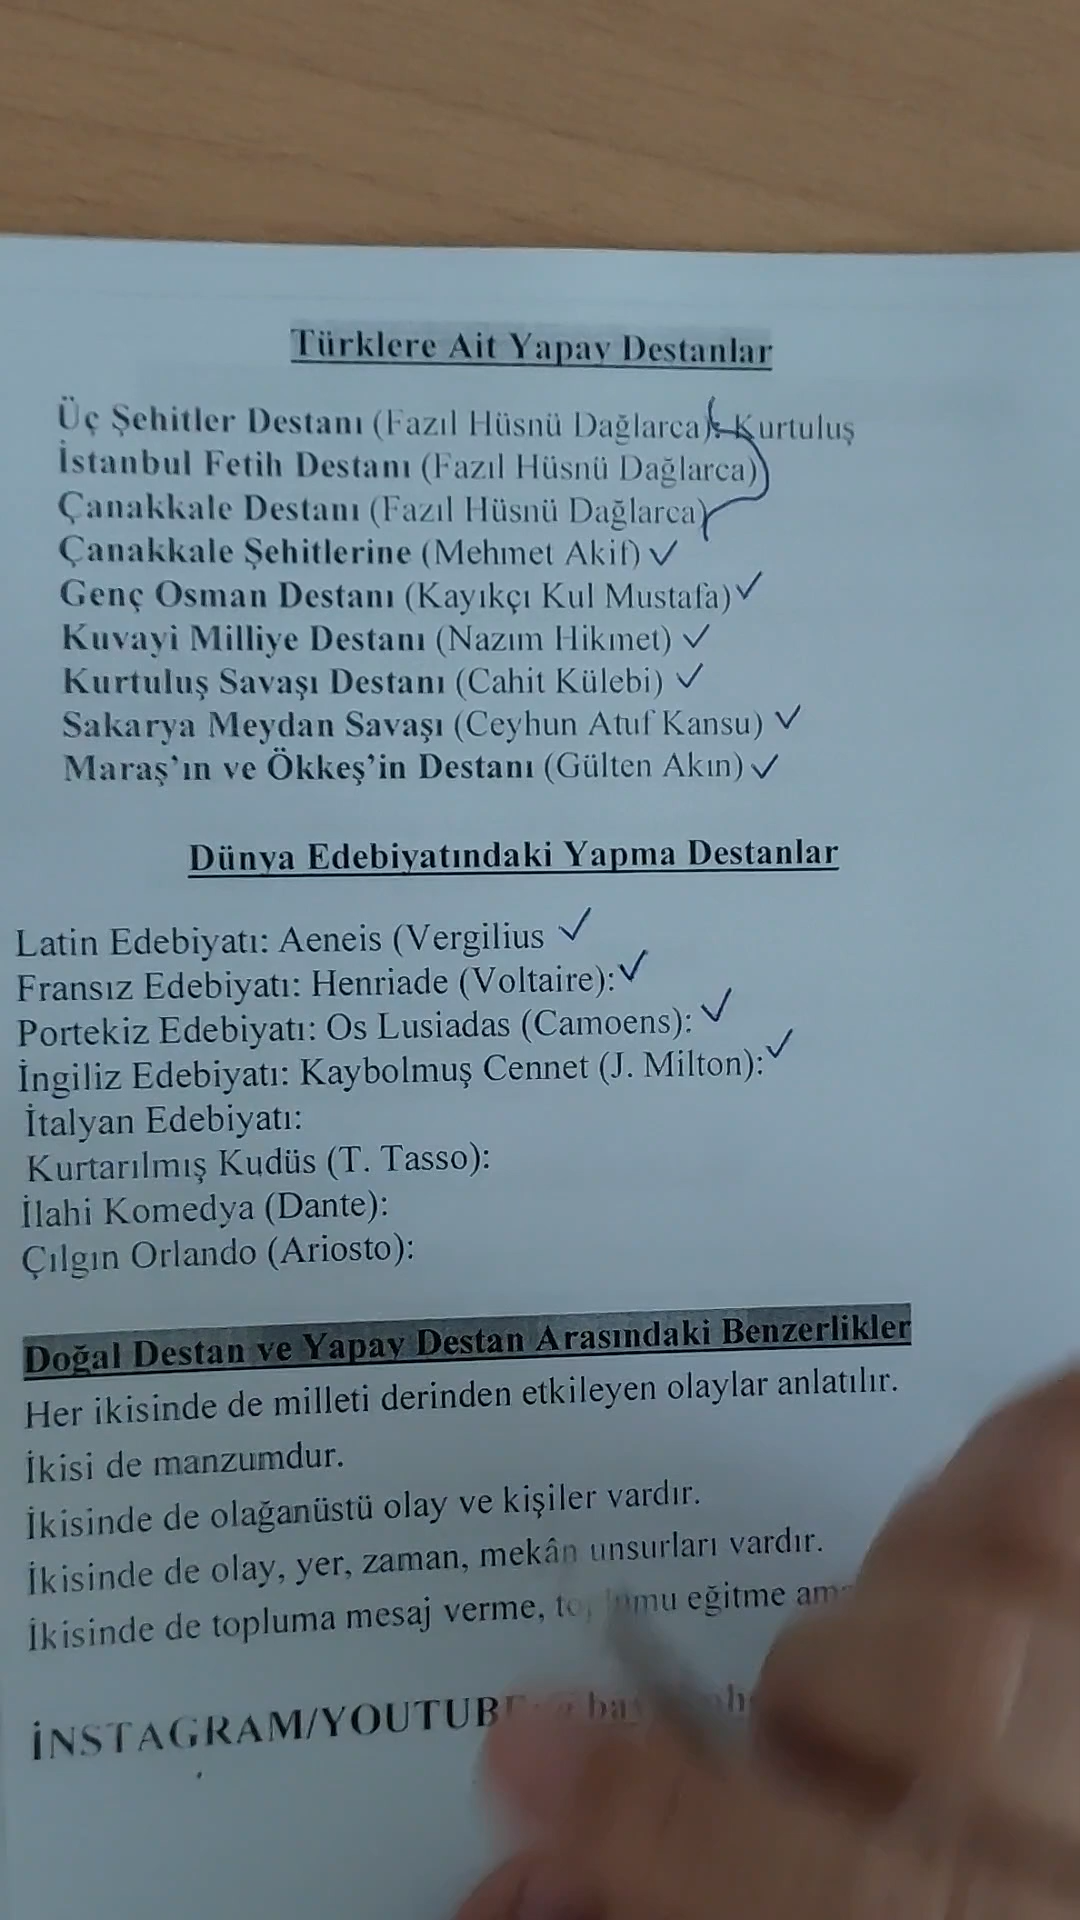 Türklere Ait Yapay Destanlar
Üç Şehitler Destanı (Fazıl Hüsnü Dağlarca): Kurtuluş
İstanbul Fetih Destanı (Fazıl Hüsnü Dağlarca)
Çanakkale Destanı (Fazıl Hüsnü Dağlarca)
Çanakkale Şehitlerine (Mehmet Akif) ✓
Genç Osman Destanı (Kayıkçı Kul Mustafa) ✓
Kuvayi Milliye Destanı (Nazım Hikmet) ✓
Kurtuluş Savaşı Destanı (Cahit Külebi) ✓
Sakarya Meydan Savaşı (Ceyhun Atuf Kansu) ✓
Maraş’ın ve Ökkeş’in Destanı (Gülten Akın) ✓
Dünya Edebiyatındaki Yapma Destanlar
Latin Edebiyatı: Aeneis (Vergilius ✓
Fransız Edebiyatı: Henriade (Voltaire): ✓
Portekiz Edebiyatı: Os Lusiadas (Camoens): ✓
İngiliz Edebiyatı: Kaybolmuş Cennet (J. Milton): ✓
İtalyan Edebiyatı:
Kurtarılmış Kudüs (T. Tasso):
İlahi Komedya (Dante):
Çılgın Orlando (Ariosto):
Doğal Destan ve Yapay Destan Arasındaki Benzerlikler
Her ikisinde de milleti derinden etkileyen olaylar anlatılır.
İkisi de manzumdur.
İkisinde de olağanüstü olay ve kişiler vardır.
İkisinde de olay, yer, zaman, mekân unsurları vardır.
İkisinde de topluma mesaj verme, eğitme
İNSTAGRAM/YOUTUBE